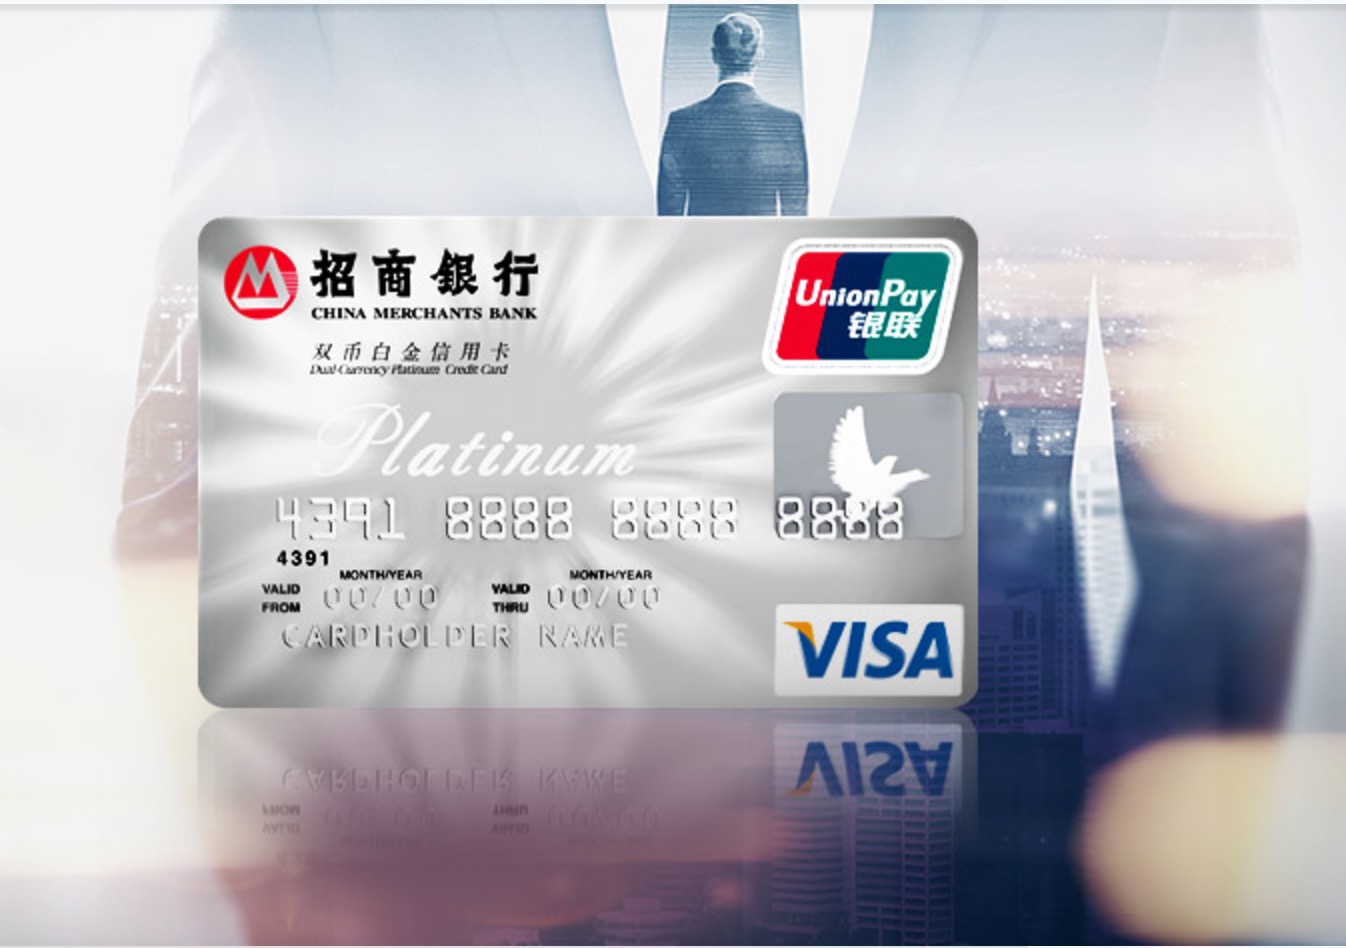 招商銀行
CHINA MERCHANTS BANK
双币白金信用卡
Dual-Currency Platinum Credit Card
UnionPay
银联
Platinum
4391 8888 8888 8888
4391
MONTH/YEAR MONTH/YEAR
VALID FROM 00/00 VALID THRU 00/00
CARDHOLDER NAME
VISA